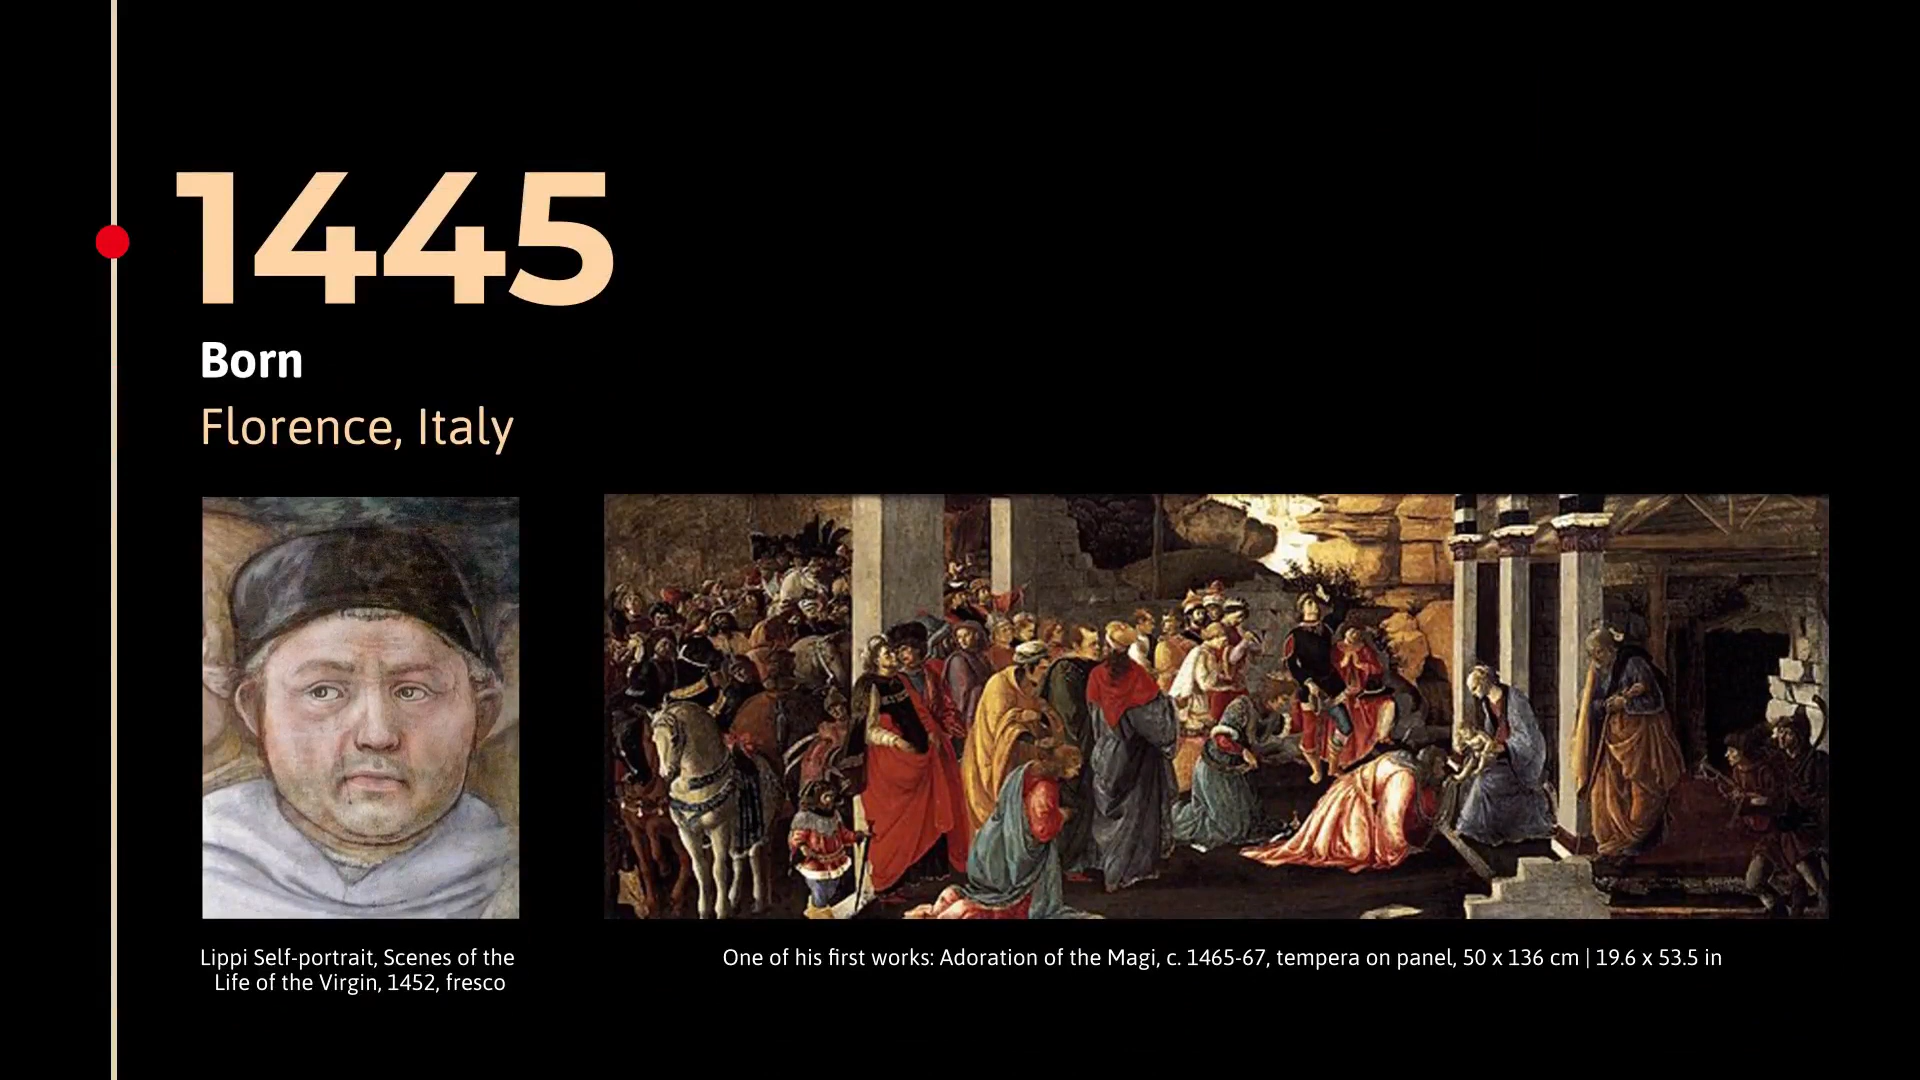 1445
Born
Florence, Italy
Lippi Self-portrait, Scenes of the
Life of the Virgin, 1452, fresco
One of his first works: Adoration of the Magi, c. 1465-67, tempera on panel, 50 x 136 cm | 19.6 x 53.5 in